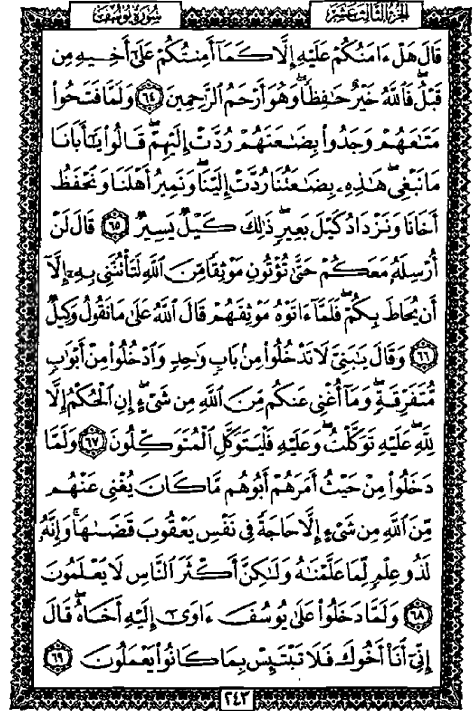 سورة يوسف
الجزء الثالث عشر
قَالَ هَلْ ءَامَنُكُمْ عَلَيْهِ إِلَّا كَمَآ أَمِنتُكُمْ عَلَىٰٓ أَخِيهِ مِن
قَبْلُ ۖ فَٱللَّهُ خَيْرٌ حَٰفِظًا ۖ وَهُوَ أَرْحَمُ ٱلرَّٰحِمِينَ ٦٤ وَلَمَّا فَتَحُوا۟
مَتَٰعَهُمْ وَجَدُوا۟ بِضَٰعَتَهُمْ رُدَّتْ إِلَيْهِمْ ۖ قَالُوا۟ يَٰٓأَبَانَا
مَا نَبْغِى ۖ هَٰذِهِۦ بِضَٰعَتُنَا رُدَّتْ إِلَيْنَا ۖ وَنَمِيرُ أَهْلَنَا وَنَحْفَظُ
أَخَانَا وَنَزْدَادُ كَيْلَ بَعِيرٍ ۖ ذَٰلِكَ كَيْلٌ يَسِيرٌ ٦٥ قَالَ لَنْ
أُرْسِلَهُۥ مَعَكُمْ حَتَّىٰ تُؤْتُونِ مَوْثِقًا مِّنَ ٱللَّهِ لَتَأْتُنَّنِى بِهِۦٓ إِلَّآ
أَن يُحَاطَ بِكُمْ ۖ فَلَمَّآ ءَاتَوْهُ مَوْثِقَهُمْ قَالَ ٱللَّهُ عَلَىٰ مَا نَقُولُ وَكِيلٌ
٦٦ وَقَالَ يَٰبَنِىَّ لَا تَدْخُلُوا۟ مِنۢ بَابٍ وَٰحِدٍ وَٱدْخُلُوا۟ مِنْ أَبْوَٰبٍ
مُّتَفَرِّقَةٍ ۖ وَمَآ أُغْنِى عَنكُم مِّنَ ٱللَّهِ مِن شَىْءٍ ۖ إِنِ ٱلْحُكْمُ إِلَّا
لِلَّهِ ۖ عَلَيْهِ تَوَكَّلْتُ ۖ وَعَلَيْهِ فَلْيَتَوَكَّلِ ٱلْمُتَوَكِّلُونَ ٦٧ وَلَمَّا
دَخَلُوا۟ مِنْ حَيْثُ أَمَرَهُمْ أَبُوهُم مَّا كَانَ يُغْنِى عَنْهُم
مِّنَ ٱللَّهِ مِن شَىْءٍ إِلَّا حَاجَةً فِى نَفْسِ يَعْقُوبَ قَضَىٰهَا ۚ وَإِنَّهُۥ
لَذُو عِلْمٍ لِّمَا عَلَّمْنَٰهُ وَلَٰكِنَّ أَكْثَرَ ٱلنَّاسِ لَا يَعْلَمُونَ
٦٨ وَلَمَّا دَخَلُوا۟ عَلَىٰ يُوسُفَ ءَاوَىٰٓ إِلَيْهِ أَخَاهُ ۖ قَالَ
إِنِّىٓ أَنَا۠ أَخُوكَ فَلَا تَبْتَئِسْ بِمَا كَانُوا۟ يَعْمَلُونَ ٦٩
٢٤٣